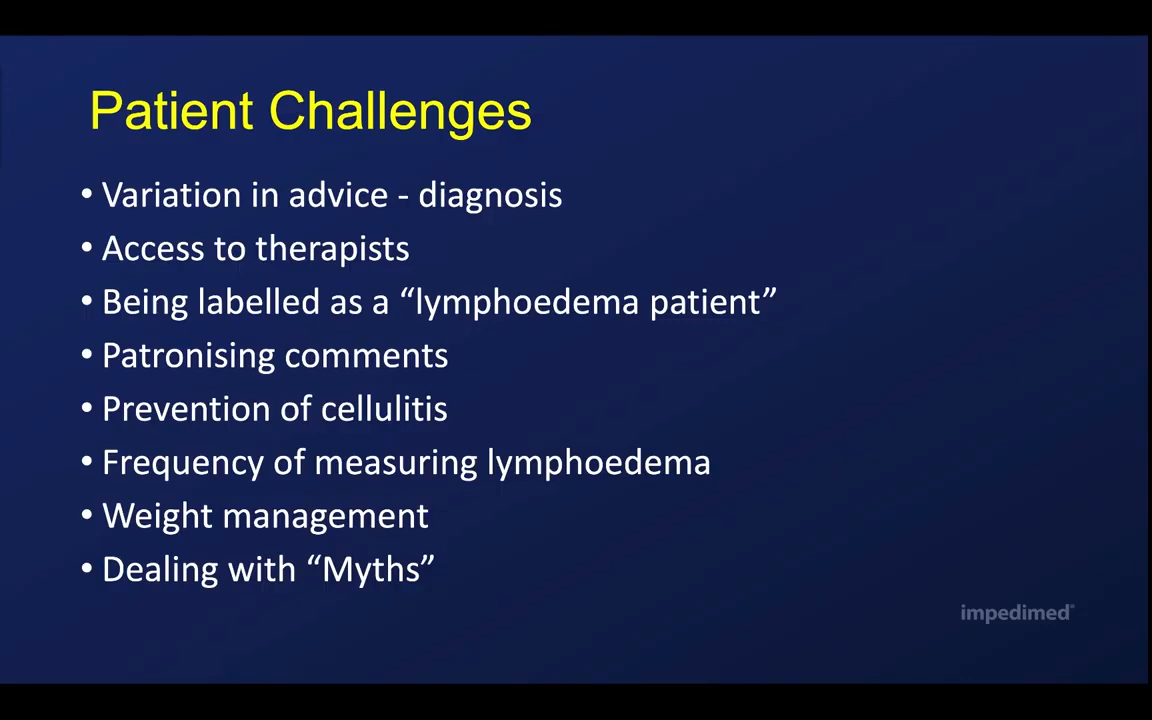 Patient Challenges
• Variation in advice - diagnosis
• Access to therapists
• Being labelled as a “lymphoedema patient”
• Patronising comments
• Prevention of cellulitis
• Frequency of measuring lymphoedema
• Weight management
• Dealing with “Myths”
impedimed®